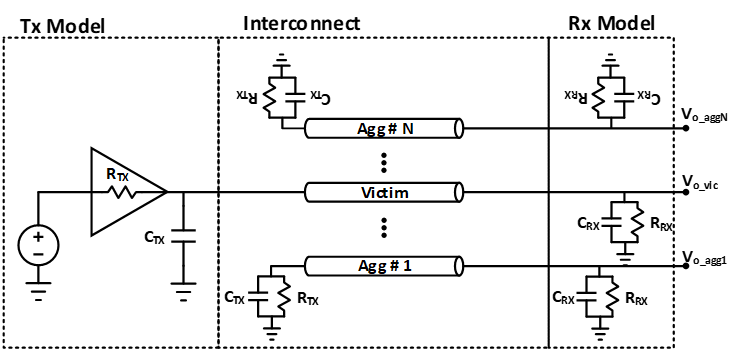 Tx Model
Interconnect
Rx Model
RTX
CTX
RRX
CRX
Agg # N
Vo_aggN
RTX
Victim
Vo_vic
CTX
CRX
RRX
Agg # 1
Vo_agg1
CTX
RTX
CRX
RRX